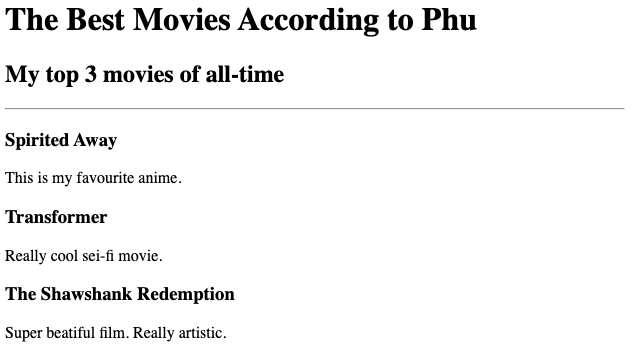 The Best Movies According to Phu
My top 3 movies of all-time
Spirited Away
This is my favourite anime.
Transformer
Really cool sei-fi movie.
The Shawshank Redemption
Super beatiful film. Really artistic.